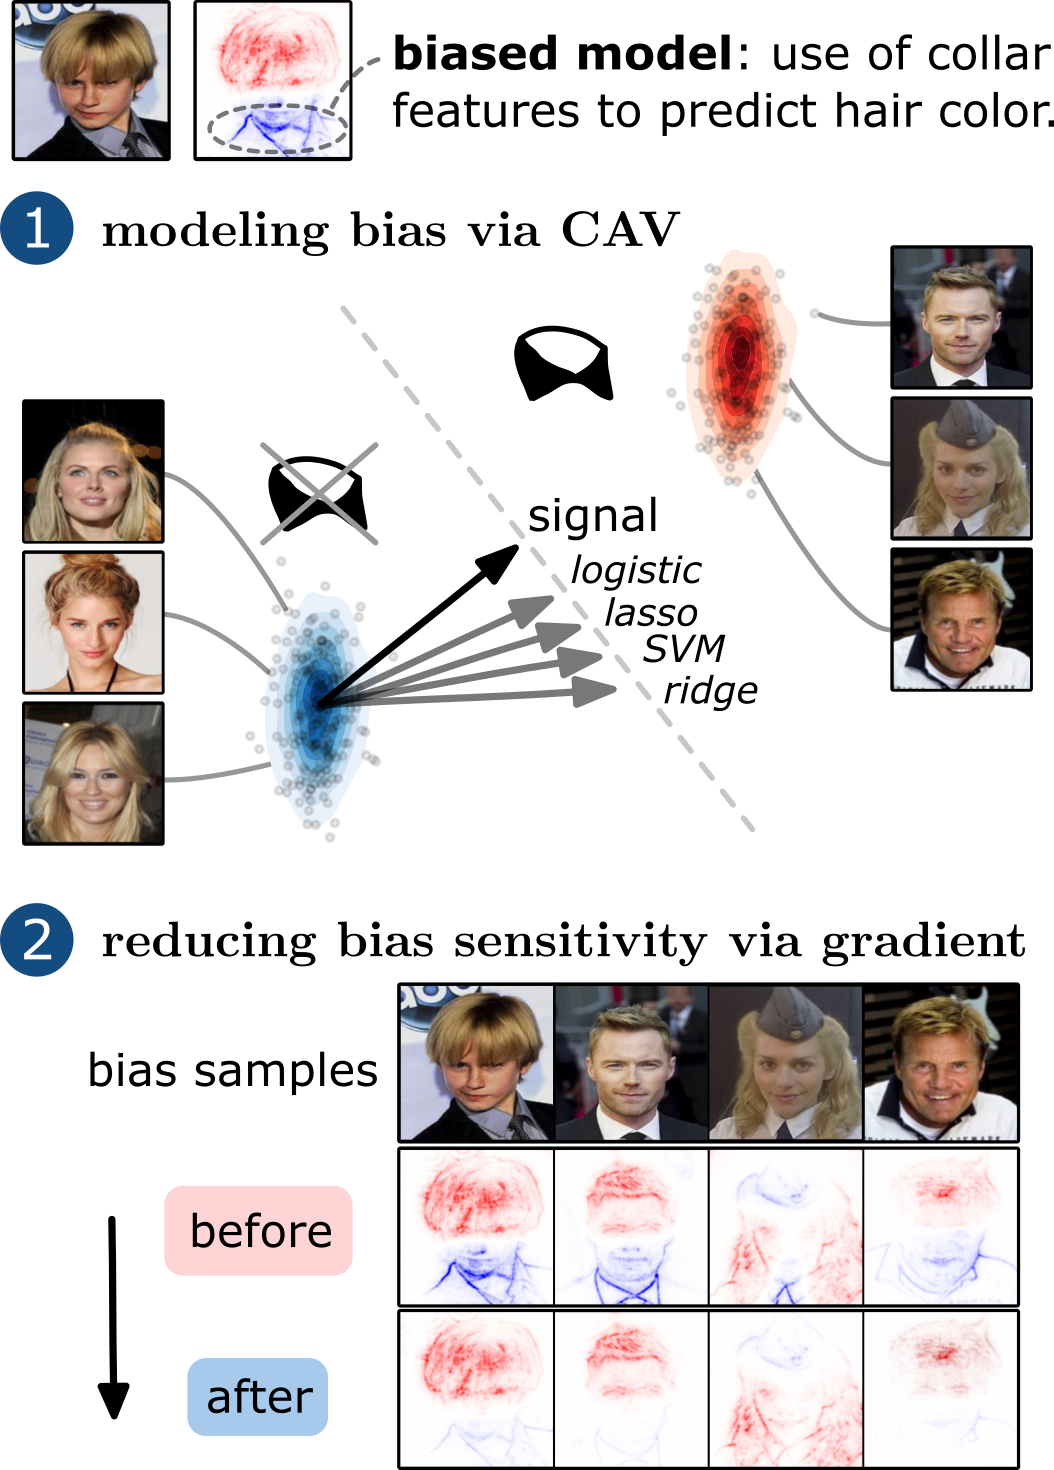 biased model: use of collar
features to predict hair color.
1 modeling bias via CAV
signal
logistic
lasso
SVM
ridge
2 reducing bias sensitivity via gradient
bias samples
abc
before
after